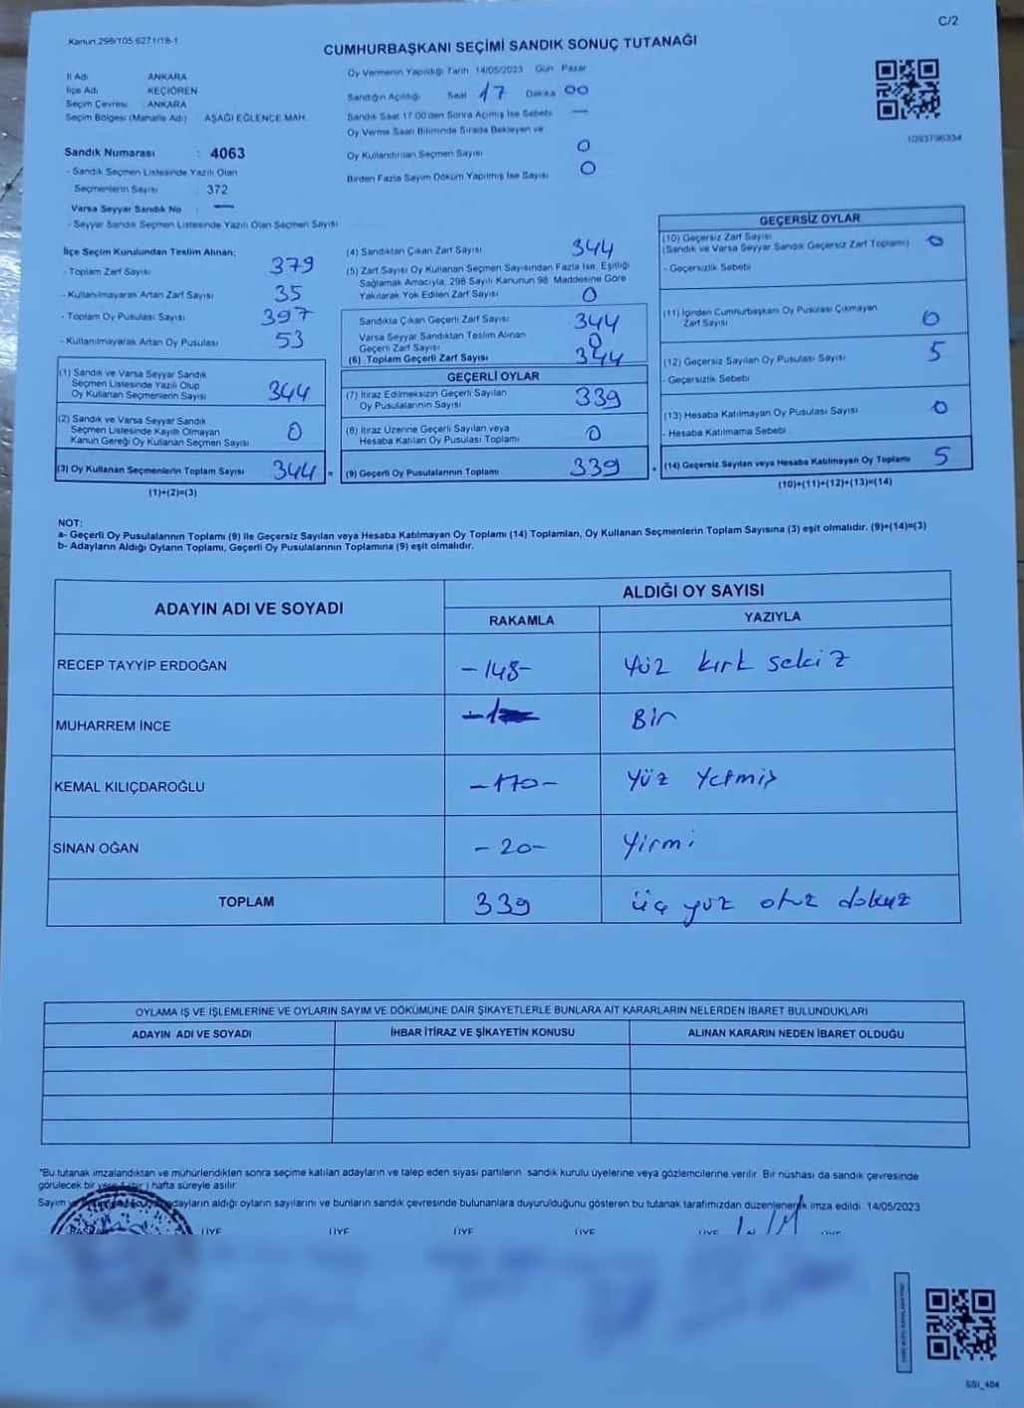 C/2
Kanun 298/105 6271/18-1
CUMHURBAŞKANI SEÇİMİ SANDIK SONUÇ TUTANAĞI
İl Adı ANKARA
İlçe Adı KEÇİÖREN
Seçim Çevresi : ANKARA
Seçim Bölgesi (Mahalle Adı) AŞAĞI EĞLENCE MAH.
Sandık Numarası : 4063
- Sandık Seçmen Listesinde Yazılı Olan
Seçmenlerin Sayısı : 372
Varsa Seyyar Sandık No : —
- Seyyar Sandık Seçmen Listesinde Yazılı Olan Seçmen Sayısı
Oy Vermenin Yapıldığı Tarih 14/05/2023 Gün Pazar
Sandığın Açıldığı Saat 17 Dakika 00
Sandık Saat 17:00'den Sonra Açılmış İse Sebebi —
Oy Verme Saati Bitiminde Sırada Bekleyen ve
Oy Kullandırılan Seçmen Sayısı 0
Birden Fazla Sayım Döküm Yapılmış İse Sayısı 0
1093796334
İlçe Seçim Kurulundan Teslim Alınan;
- Toplam Zarf Sayısı 379
- Kullanılmayarak Artan Zarf Sayısı 35
- Toplam Oy Pusulası Sayısı 397
- Kullanılmayarak Artan Oy Pusulası 53
(1) Sandık ve Varsa Seyyar Sandık
Seçmen Listesinde Yazılı Olup
Oy Kullanan Seçmenlerin Sayısı 344
(2) Sandık ve Varsa Seyyar Sandık
Seçmen Listesinde Kayıtlı Olmayan
Kanun Gereği Oy Kullanan Seçmen Sayısı 0
(3) Oy Kullanan Seçmenlerin Toplam Sayısı 344 =
(1)+(2)=(3)
(4) Sandıktan Çıkan Zarf Sayısı 344
(5) Zarf Sayısı Oy Kullanan Seçmen Sayısından Fazla İse, Eşitliği
Sağlamak Amacıyla, 298 Sayılı Kanunun 98. Maddesine Göre
Yakılarak Yok Edilen Zarf Sayısı 0
Sandıkta Çıkan Geçerli Zarf Sayısı 344
Varsa Seyyar Sandıktan Teslim Alınan
Geçerli Zarf Sayısı 0
(6) Toplam Geçerli Zarf Sayısı 344
GEÇERLİ OYLAR
(7) İtiraz Edilmeksizin Geçerli Sayılan
Oy Pusulalarının Sayısı 339
(8) İtiraz Üzerine Geçerli Sayılan veya
Hesaba Katılan Oy Pusulası Toplamı 0
(9) Geçerli Oy Pusulalarının Toplamı 339 +
GEÇERSİZ OYLAR
(10) Geçersiz Zarf Sayısı
(Sandık ve Varsa Seyyar Sandık Geçersiz Zarf Toplamı) 0
- Geçersizlik Sebebi
(11) İçinden Cumhurbaşkanı Oy Pusulası Çıkmayan
Zarf Sayısı 0
(12) Geçersiz Sayılan Oy Pusulası Sayısı 5
- Geçersizlik Sebebi
(13) Hesaba Katılmayan Oy Pusulası Sayısı 0
- Hesaba Katılmama Sebebi
(14) Geçersiz Sayılan veya Hesaba Katılmayan Oy Toplamı 5
(10)+(11)+(12)+(13)=(14)
NOT:
a- Geçerli Oy Pusulalarının Toplamı (9) ile Geçersiz Sayılan veya Hesaba Katılmayan Oy Toplamı (14) Toplamları, Oy Kullanan Seçmenlerin Toplam Sayısına (3) eşit olmalıdır. (9)+(14)=(3)
b- Adayların Aldığı Oyların Toplamı, Geçerli Oy Pusulalarının Toplamına (9) eşit olmalıdır.
ADAYIN ADI VE SOYADI ALDIĞI OY SAYISI
RAKAMLA YAZIYLA
RECEP TAYYİP ERDOĞAN -148- Yüz kırk sekiz
MUHARREM İNCE -1- Bir
KEMAL KILIÇDAROĞLU -170- Yüz Yetmiş
SİNAN OĞAN -20- Yirmi
TOPLAM 339 üç yüz otuz dokuz
OYLAMA İŞ VE İŞLEMLERİNE VE OYLARIN SAYIM VE DÖKÜMÜNE DAİR ŞİKAYETLERLE BUNLARA AİT KARARLARIN NELERDEN İBARET BULUNDUKLARI
ADAYIN ADI VE SOYADI İHBAR İTİRAZ VE ŞİKAYETİN KONUSU ALINAN KARARIN NEDEN İBARET OLDUĞU
"Bu tutanak imzalandıktan ve mühürlendikten sonra seçime katılan adayların ve talep eden siyasi partilerin sandık kurulu üyelerine veya gözlemcilerine verilir. Bir nüshası da sandık çevresinde
görülecek bir yere hafta süreyle asılır.
Sayım adayların aldığı oyların sayılarını ve bunların sandık çevresinde bulunanlara duyurulduğunu gösteren bu tutanak tarafımızdan düzenlenerek imza edildi. 14/05/2023
ÜYE ÜYE ÜYE ÜYE ÜYE ÜYE
SSI_404